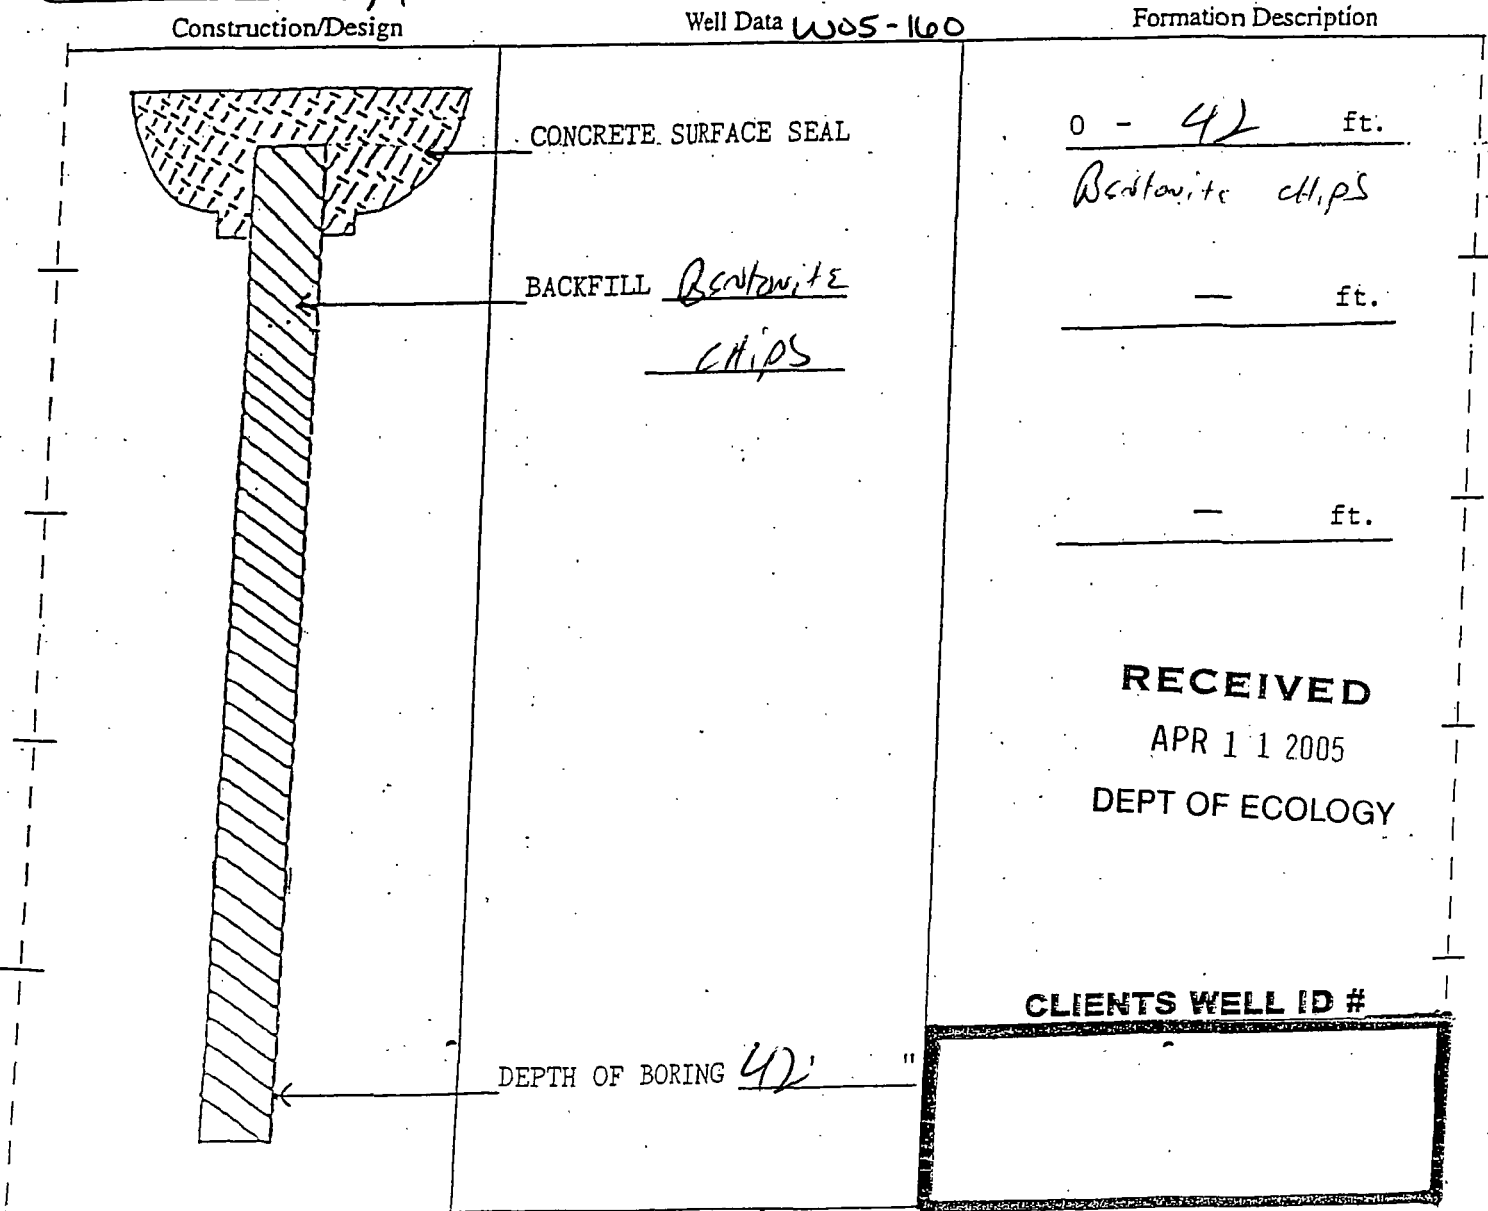 Construction/Design
Well Data W05-160
Formation Description
CONCRETE SURFACE SEAL
BACKFILL Bentonite
CHIPS
DEPTH OF BORING 42' "
0 - 42 ft.
Bentonite CHIPS
- ft.
- ft.
RECEIVED
APR 11 2005
DEPT OF ECOLOGY
CLIENTS WELL ID #